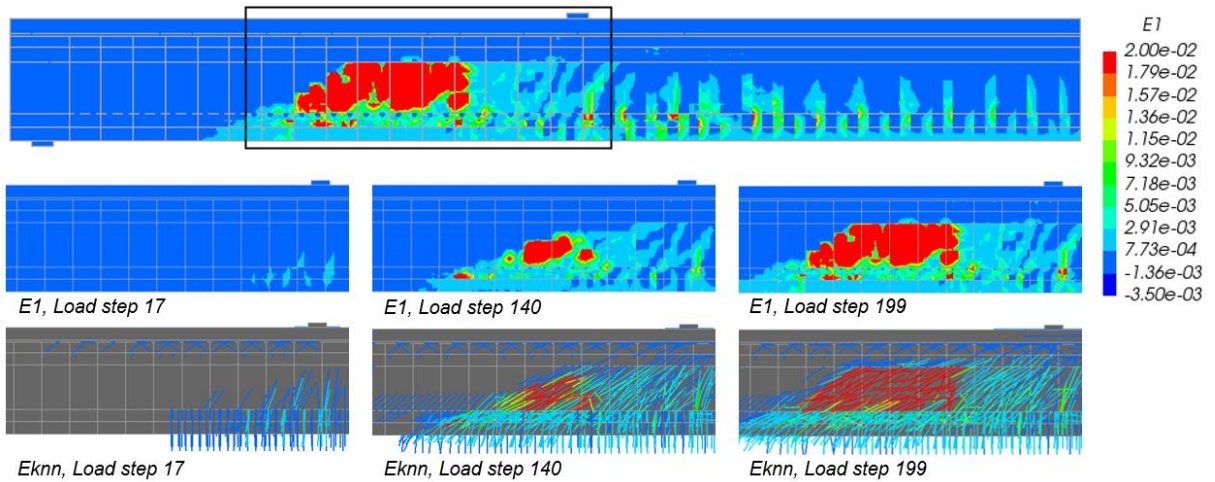 E1
2.00e-02
1.79e-02
1.57e-02
1.36e-02
1.15e-02
9.32e-03
7.18e-03
5.05e-03
2.91e-03
7.73e-04
-1.36e-03
-3.50e-03
E1, Load step 17
E1, Load step 140
E1, Load step 199
Eknn, Load step 17
Eknn, Load step 140
Eknn, Load step 199